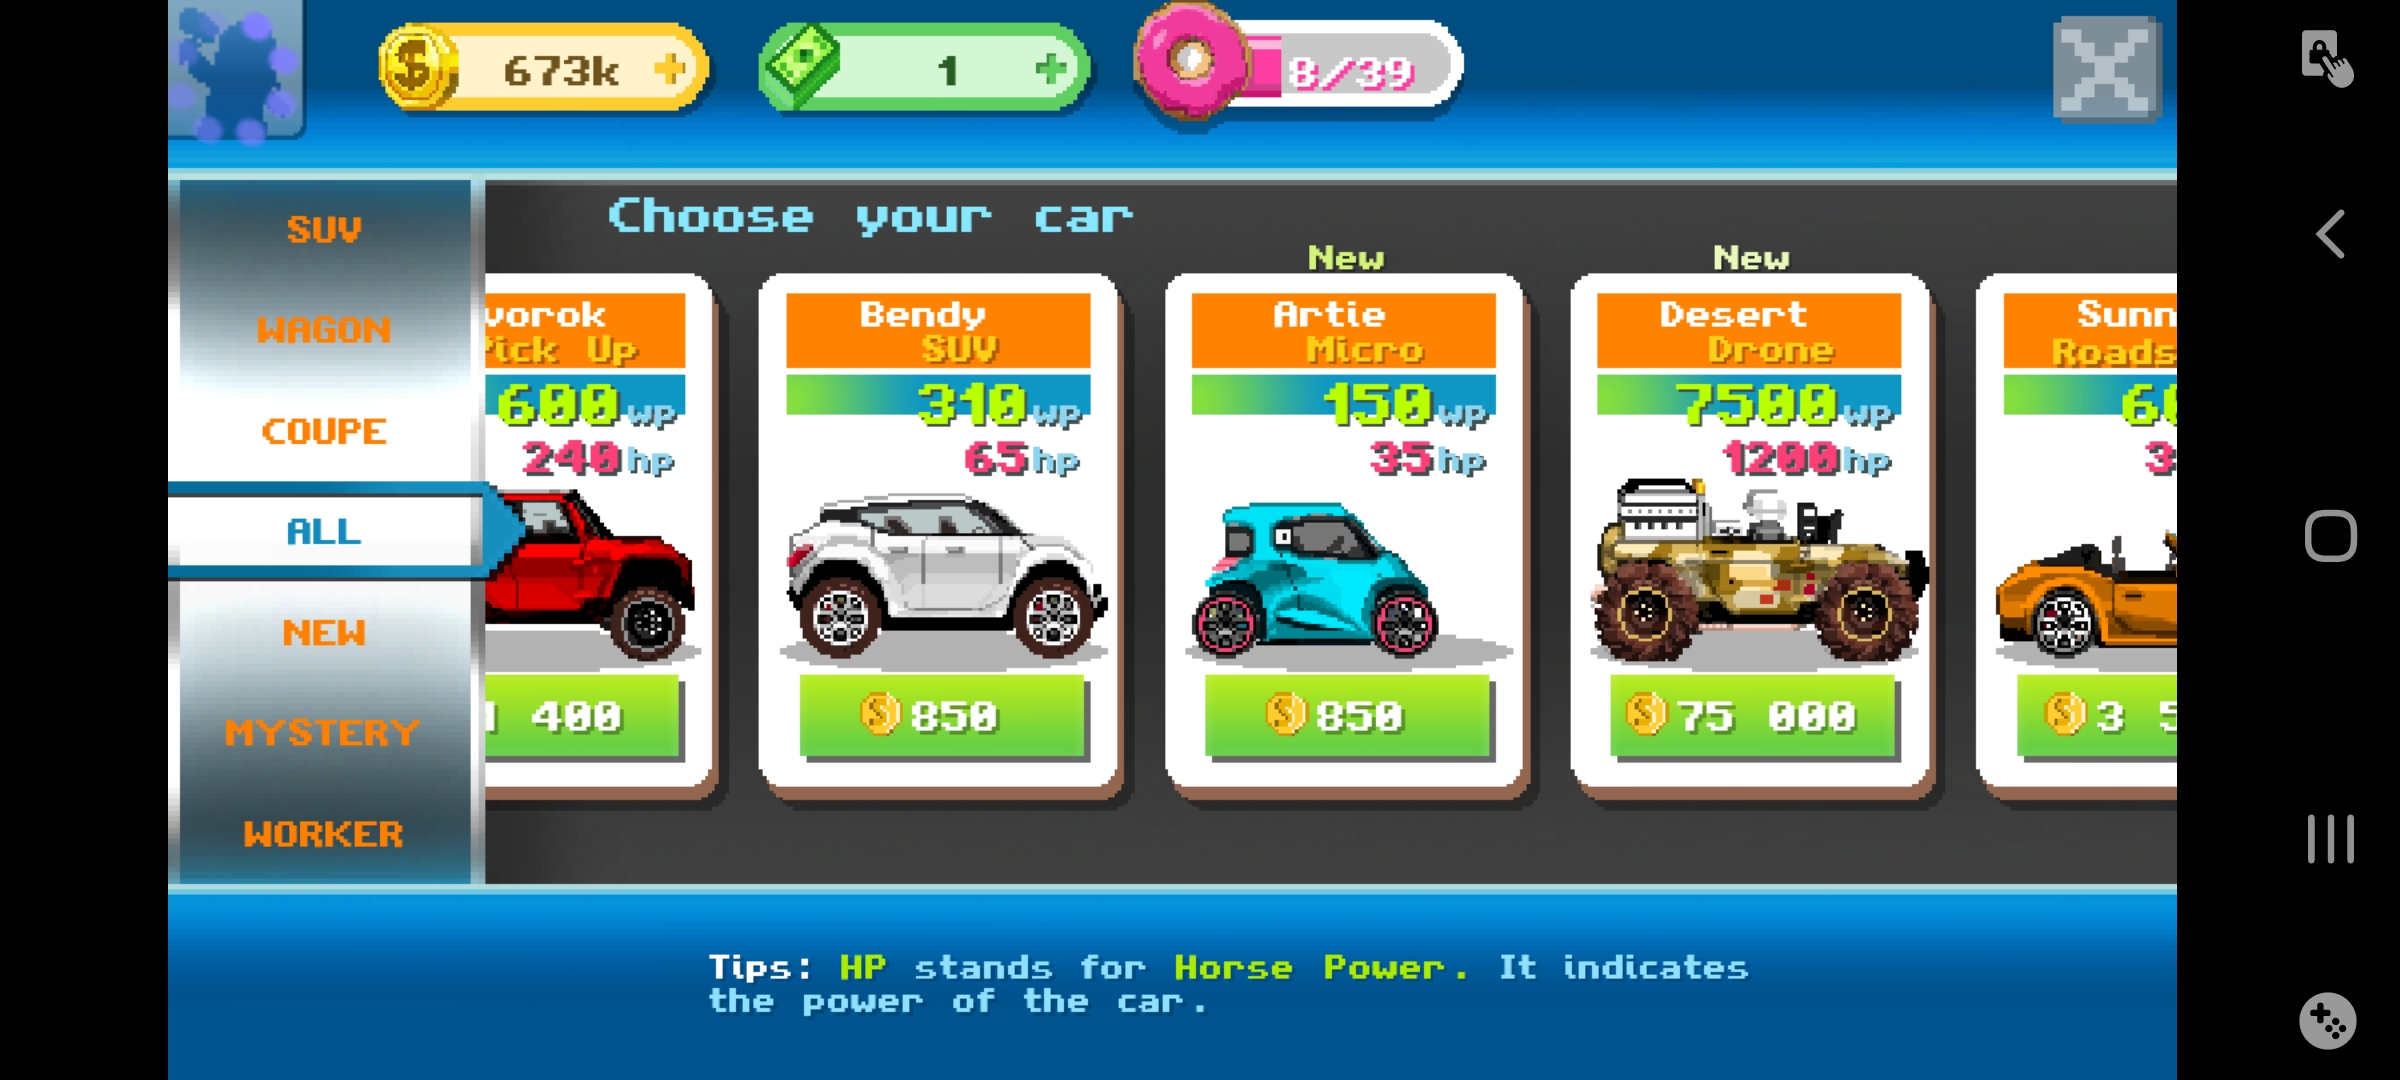 673k
1
8/39
SUV
WAGON
COUPE
ALL
NEW
MYSTERY
WORKER
Choose your car
vorok
Pick Up
600 wp
240 hp
400
Bendy
SUV
310 wp
65 hp
850
New
Artie
Micro
150 wp
35 hp
850
New
Desert
Drone
7500 wp
1200 hp
75 000
Sunn
Roads
3 5
Tips: HP stands for Horse Power. It indicates
the power of the car.